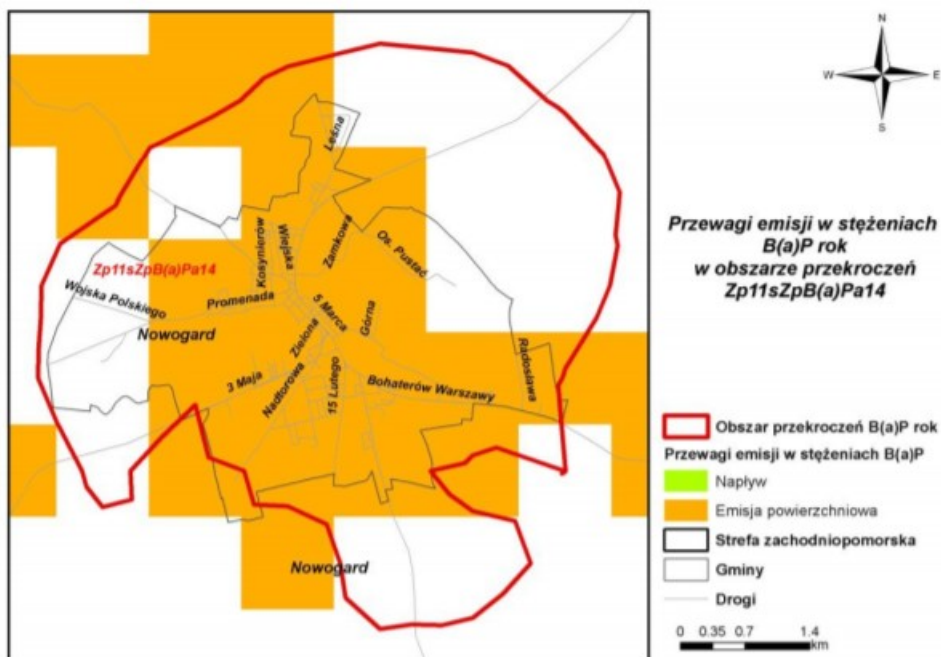 N
W
E
S
Przewagi emisji w stężeniach
B(a)P rok
w obszarze przekroczeń
Zp11sZpB(a)Pa14
Leśna
Kosynierów
Wiejska
Zamkowa
Os. Pustać
Zp11sZpB(a)Pa14
Wojska Polskiego
Promenada
Nowogard
5 Marca
Górna
Zielona
Radosława
3 Maja
Nadtorowa
15 Lutego
Bohaterów Warszawy
Nowogard
Obszar przekroczeń B(a)P rok
Przewagi emisji w stężeniach B(a)P
Napływ
Emisja powierzchniowa
Strefa zachodniopomorska
Gminy
Drogi
0 0.35 0.7 1.4
km